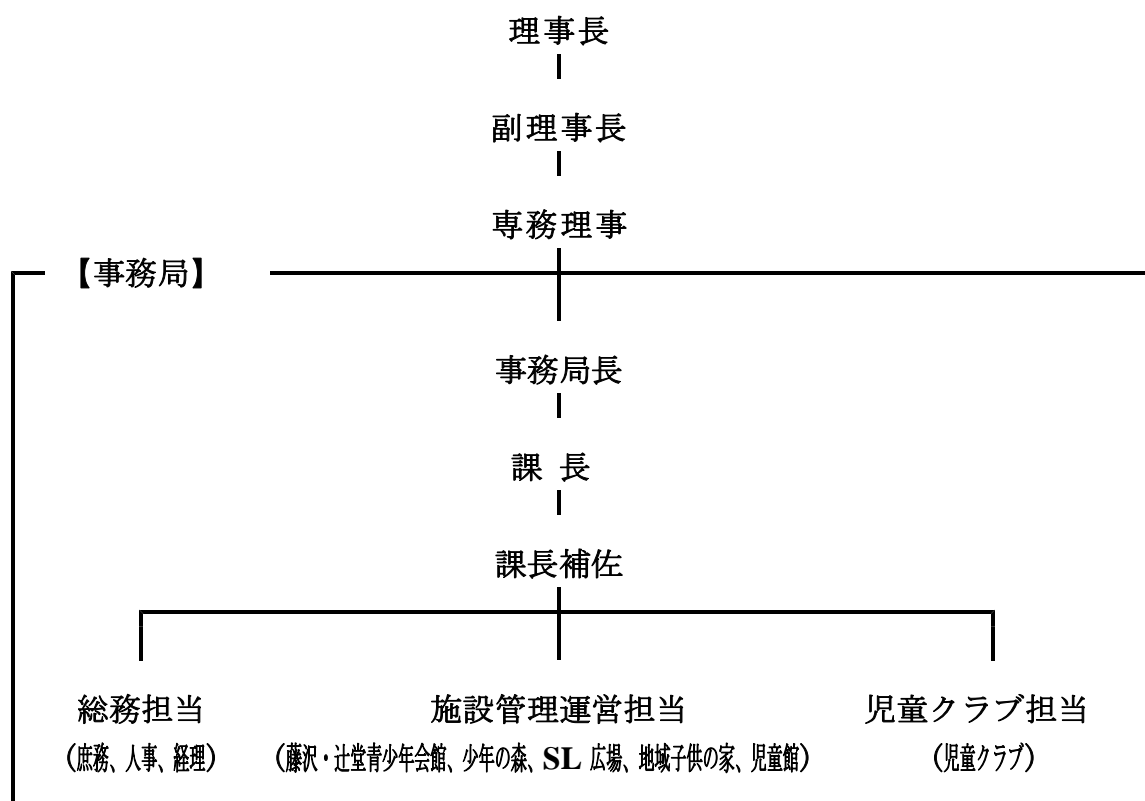 理事長
副理事長
専務理事
【事務局】
事務局長
課 長
課長補佐
総務担当 施設管理運営担当 児童クラブ担当
(庶務、人事、経理) (藤沢・辻堂青少年会館、少年の森、SL 広場、地域子供の家、児童館) (児童クラブ)